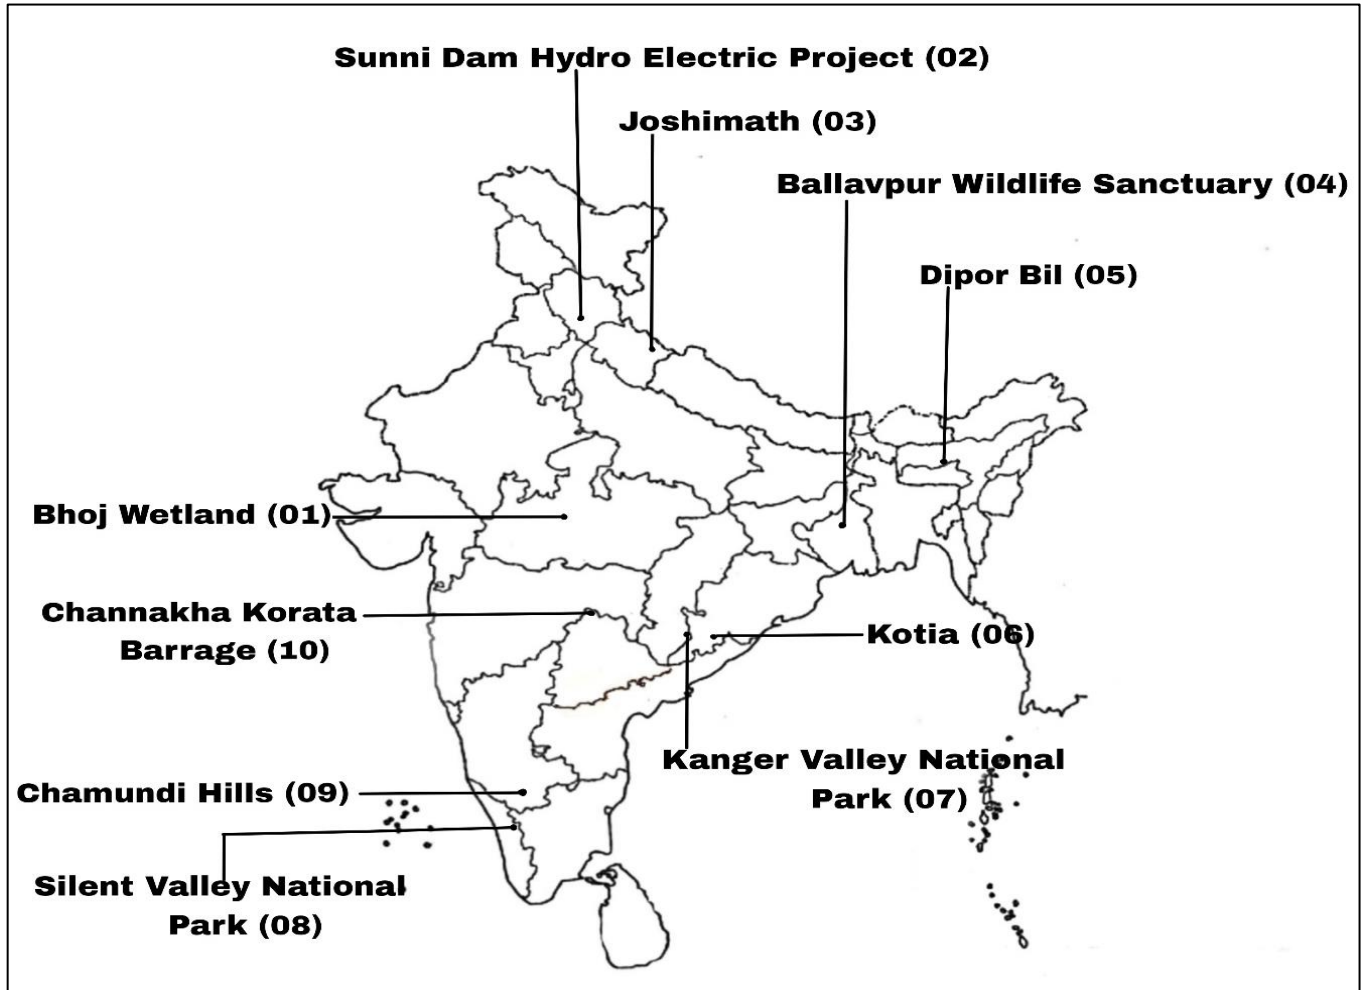 Sunni Dam Hydro Electric Project (02)
Joshimath (03)
Ballavpur Wildlife Sanctuary (04)
Dipor Bil (05)
Bhoj Wetland (01)
Channakha Korata
Barrage (10)
Kotia (06)
Kanger Valley National
Park (07)
Chamundi Hills (09)
Silent Valley National
Park (08)